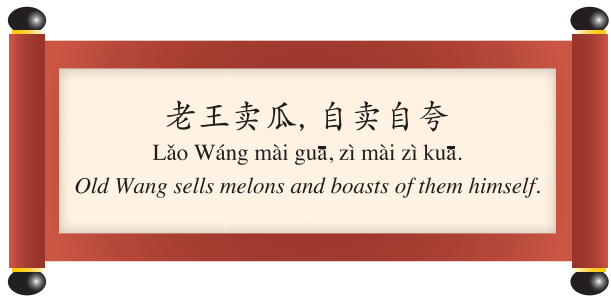 老王卖瓜，自卖自夸
Lǎo Wáng mài guā, zì mài zì kuā.
Old Wang sells melons and boasts of them himself.